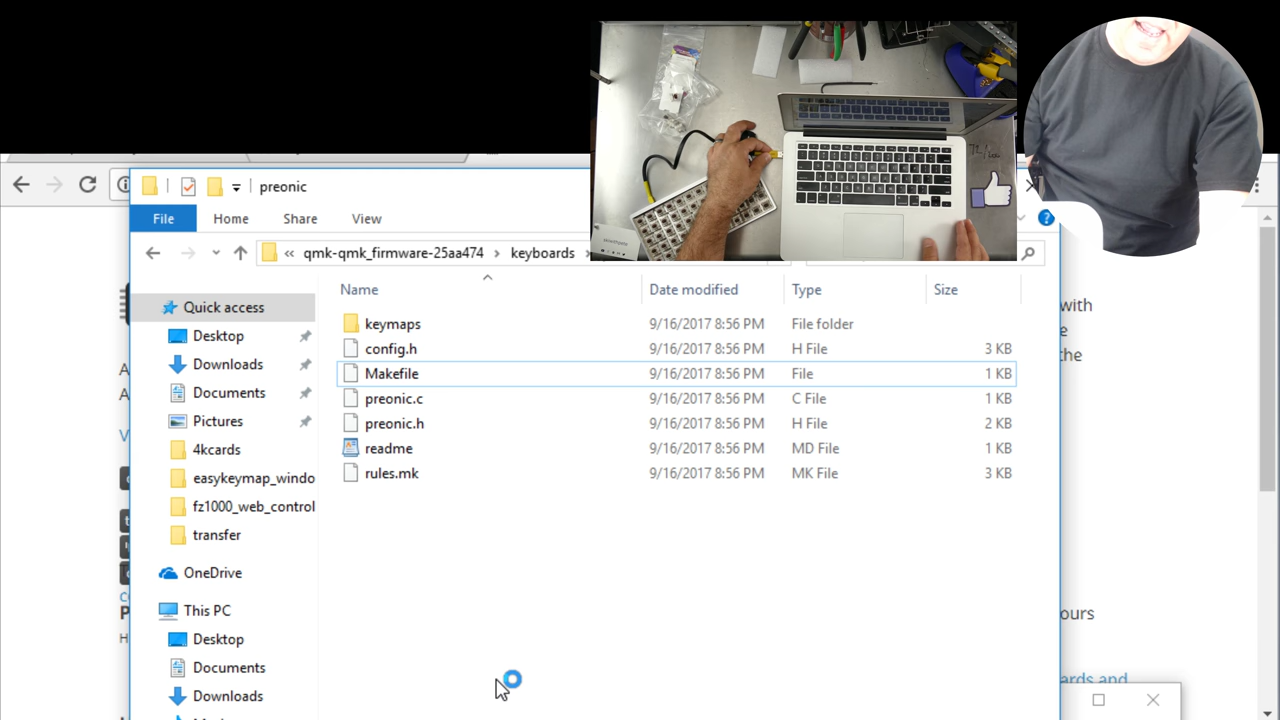 preonic
File Home Share View
« qmk-qmk_firmware-25aa474 > keyboards >
Name Date modified Type Size
keymaps 9/16/2017 8:56 PM File folder
config.h 9/16/2017 8:56 PM H File 3 KB
Makefile 9/16/2017 8:56 PM File 1 KB
preonic.c 9/16/2017 8:56 PM C File 1 KB
preonic.h 9/16/2017 8:56 PM H File 2 KB
readme 9/16/2017 8:56 PM MD File 1 KB
rules.mk 9/16/2017 8:56 PM MK File 3 KB
Quick access
Desktop
Downloads
Documents
Pictures
4kcards
easykeymap_windo
fz1000_web_control
transfer
OneDrive
This PC
Desktop
Documents
Downloads
with
the
ours
ards and